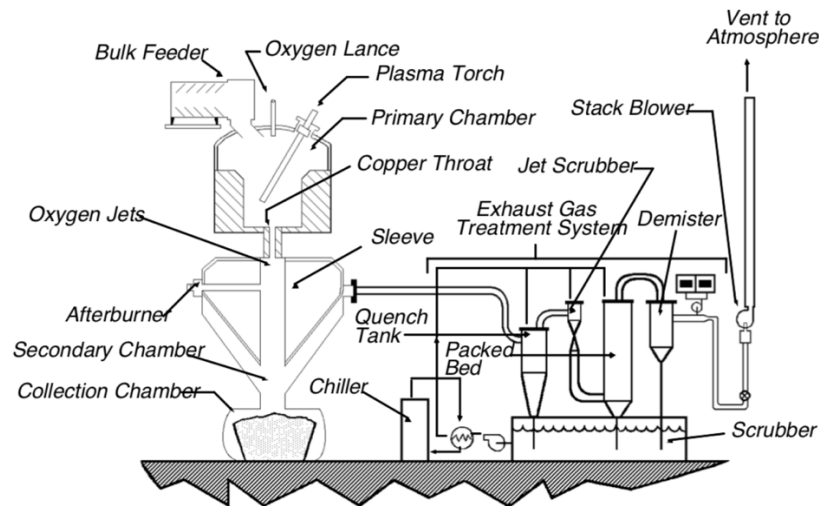 Vent to
Atmosphere
Oxygen Lance
Bulk Feeder
Plasma Torch
Stack Blower
Primary Chamber
Copper Throat
Jet Scrubber
Oxygen Jets
Exhaust Gas
Treatment System
Demister
Sleeve
Afterburner
Quench
Tank
Secondary Chamber
Packed
Bed
Collection Chamber
Chiller
Scrubber